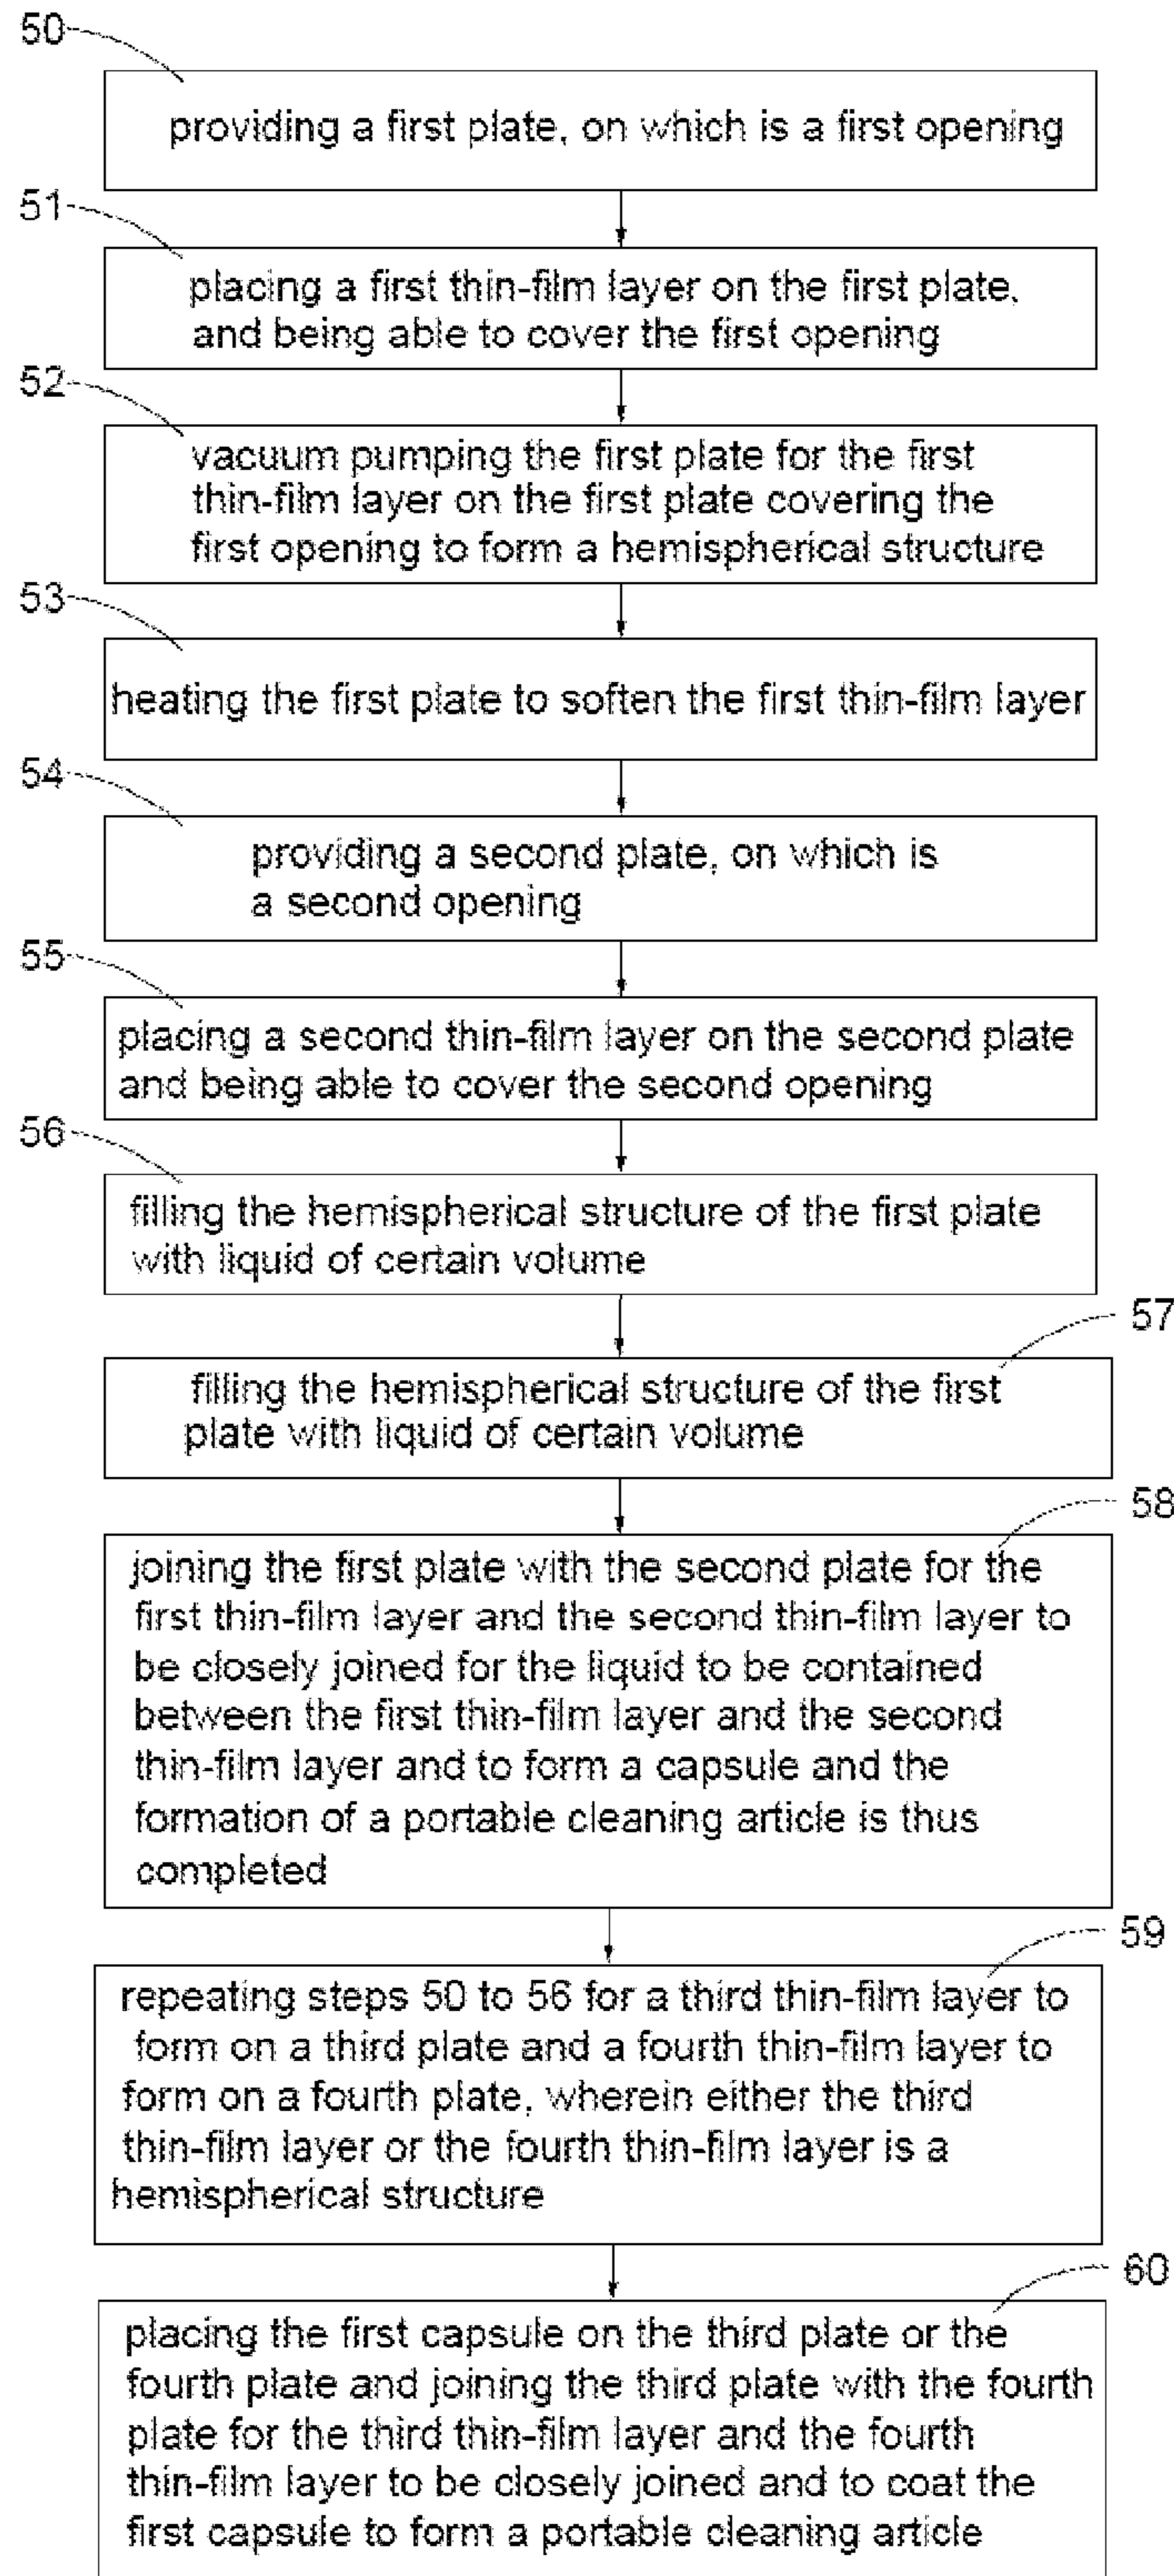 50
providing a first plate, on which is a first opening
51
placing a first thin-film layer on the first plate,
and being able to cover the first opening
52
vacuum pumping the first plate for the first
thin-film layer on the first plate covering the
first opening to form a hemispherical structure
53
heating the first plate to soften the first thin-film layer
54
providing a second plate, on which is
a second opening
55
placing a second thin-film layer on the second plate
and being able to cover the second opening
56
filling the hemispherical structure of the first plate
with liquid of certain volume
57
filling the hemispherical structure of the first
plate with liquid of certain volume
58
joining the first plate with the second plate for the
first thin-film layer and the second thin-film layer to
be closely joined for the liquid to be contained
between the first thin-film layer and the second
thin-film layer and to form a capsule and the
formation of a portable cleaning article is thus
completed
59
repeating steps 50 to 56 for a third thin-film layer to
form on a third plate and a fourth thin-film layer to
form on a fourth plate, wherein either the third
thin-film layer or the fourth thin-film layer is a
hemispherical structure
60
placing the first capsule on the third plate or the
fourth plate and joining the third plate with the fourth
plate for the third thin-film layer and the fourth
thin-film layer to be closely joined and to coat the
first capsule to form a portable cleaning article